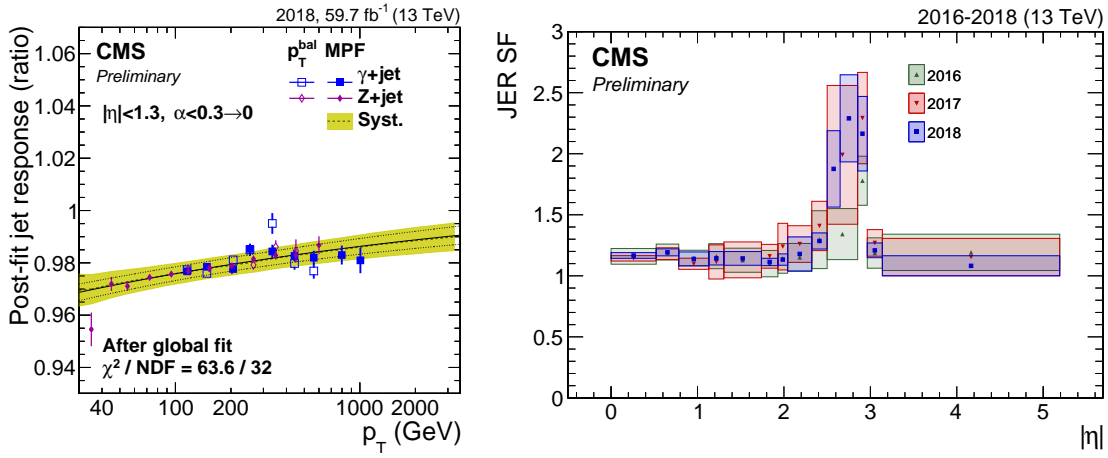 2018, 59.7 fb⁻¹ (13 TeV)
CMS
Preliminary
|η|<1.3, α<0.3→0
p_T^bal MPF
γ+jet
Z+jet
Syst.
After global fit
χ² / NDF = 63.6 / 32
Post-fit jet response (ratio)
1.06
1.04
1.02
1
0.98
0.96
0.94
40 100 200 1000 2000
p_T (GeV)
2016-2018 (13 TeV)
CMS
Preliminary
2016
2017
2018
JER SF
3
2.5
2
1.5
1
0.5
0
0 1 2 3 4 5
|η|